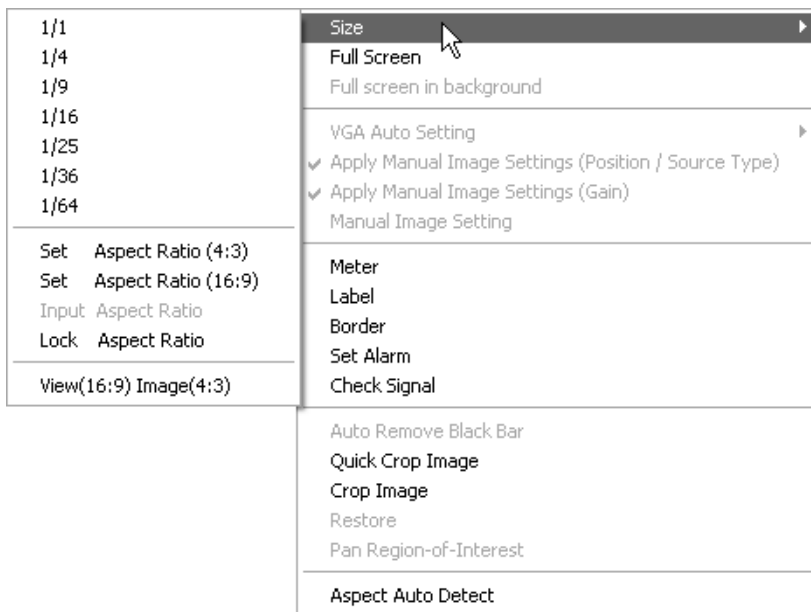 1/1
1/4
1/9
1/16
1/25
1/36
1/64
Set Aspect Ratio (4:3)
Set Aspect Ratio (16:9)
Input Aspect Ratio
Lock Aspect Ratio
View(16:9) Image(4:3)
Size
Full Screen
Full screen in background
VGA Auto Setting
Apply Manual Image Settings (Position / Source Type)
Apply Manual Image Settings (Gain)
Manual Image Setting
Meter
Label
Border
Set Alarm
Check Signal
Auto Remove Black Bar
Quick Crop Image
Crop Image
Restore
Pan Region-of-Interest
Aspect Auto Detect